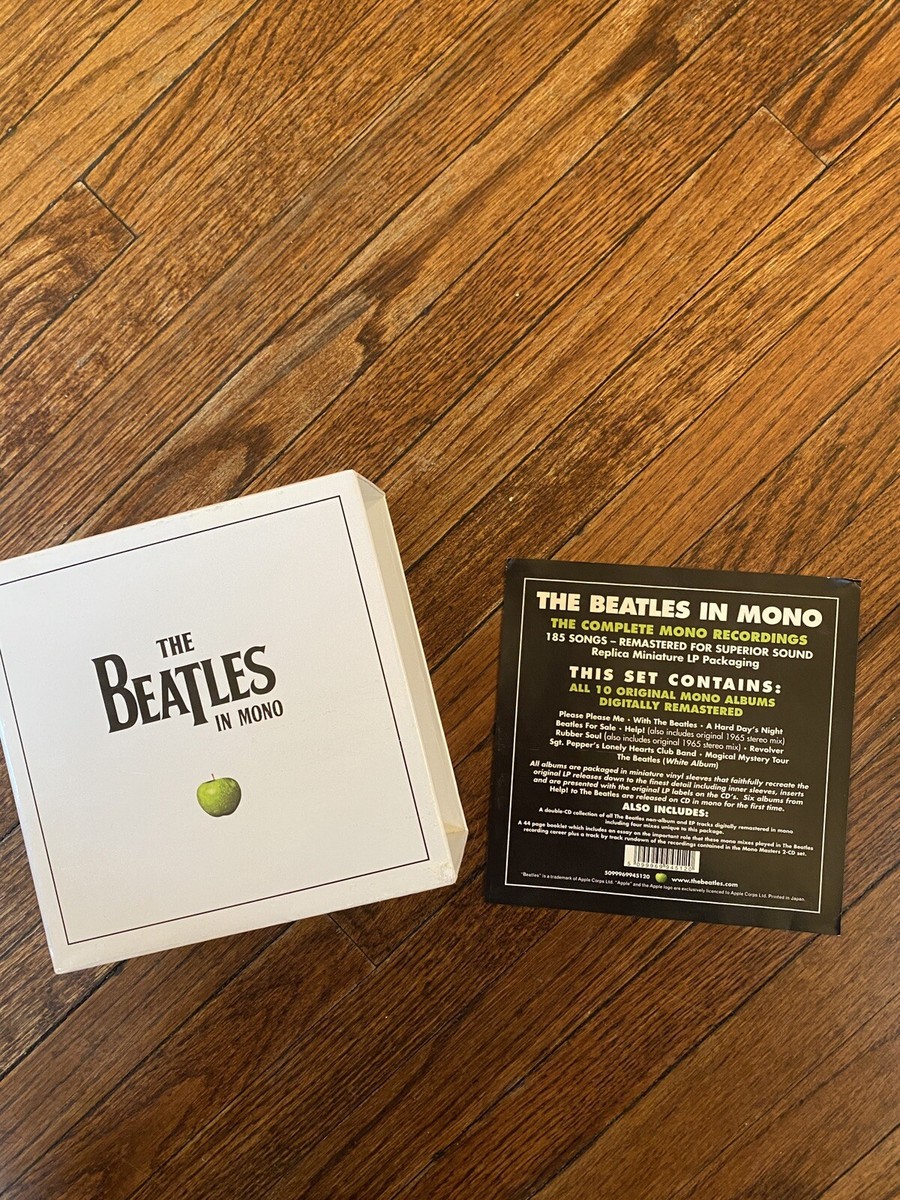 THE
BEATLES
IN MONO
THE BEATLES IN MONO
THE COMPLETE MONO RECORDINGS
185 SONGS – REMASTERED FOR SUPERIOR SOUND
Replica Miniature LP Packaging
THIS SET CONTAINS:
ALL 10 ORIGINAL MONO ALBUMS
DIGITALLY REMASTERED
Please Please Me • With The Beatles • A Hard Day's Night
Beatles For Sale • Help! (also includes original 1965 stereo mix)
Rubber Soul (also includes original 1965 stereo mix) • Revolver
Sgt. Pepper's Lonely Hearts Club Band • Magical Mystery Tour
The Beatles (White Album)
All albums are packaged in miniature vinyl sleeves that faithfully recreate the
original LP releases down to the finest detail including inner sleeves, inserts
and are presented with the original LP labels on the CD's. Six albums from
Help! to The Beatles are released on CD in mono for the first time.
ALSO INCLUDES:
A double-CD collection of all The Beatles non-album and EP tracks digitally remastered in mono
including four mixes unique to this package.
A 44 page booklet which includes an essay on the important role that these mono mixes played in The Beatles
recording career plus a track by track rundown of the recordings contained in the Mono Masters 2-CD set.
5 099969 945120
5099969945120 www.thebeatles.com
"Beatles" is a trademark of Apple Corps Ltd. "Apple" and the Apple logo are exclusively licenced to Apple Corps Ltd. Printed in Japan.